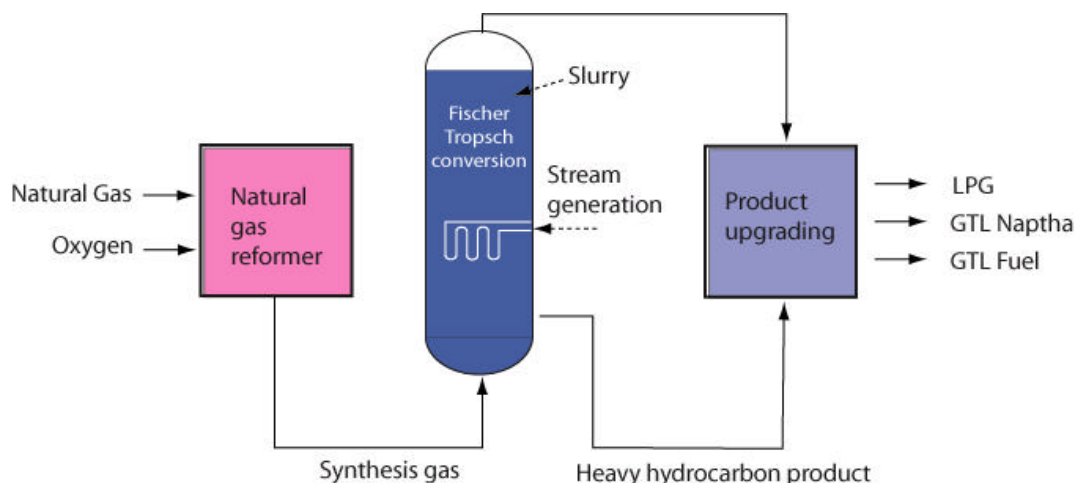 Natural Gas
Oxygen
Natural
gas
reformer
Synthesis gas
Fischer
Tropsch
conversion
Slurry
Stream
generation
Heavy hydrocarbon product
Product
upgrading
LPG
GTL Naptha
GTL Fuel